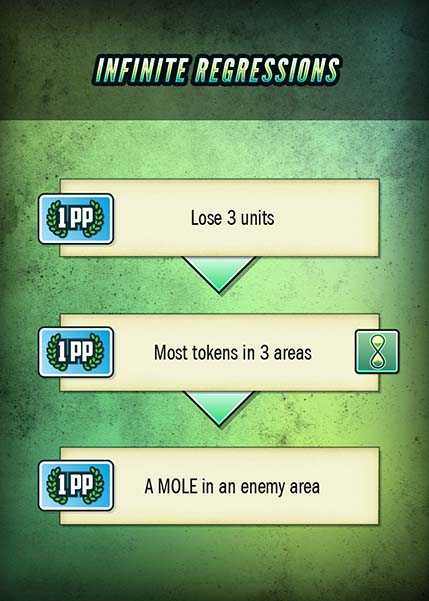 INFINITE REGRESSIONS
1 PP
Lose 3 units
1 PP
Most tokens in 3 areas
1 PP
A MOLE in an enemy area